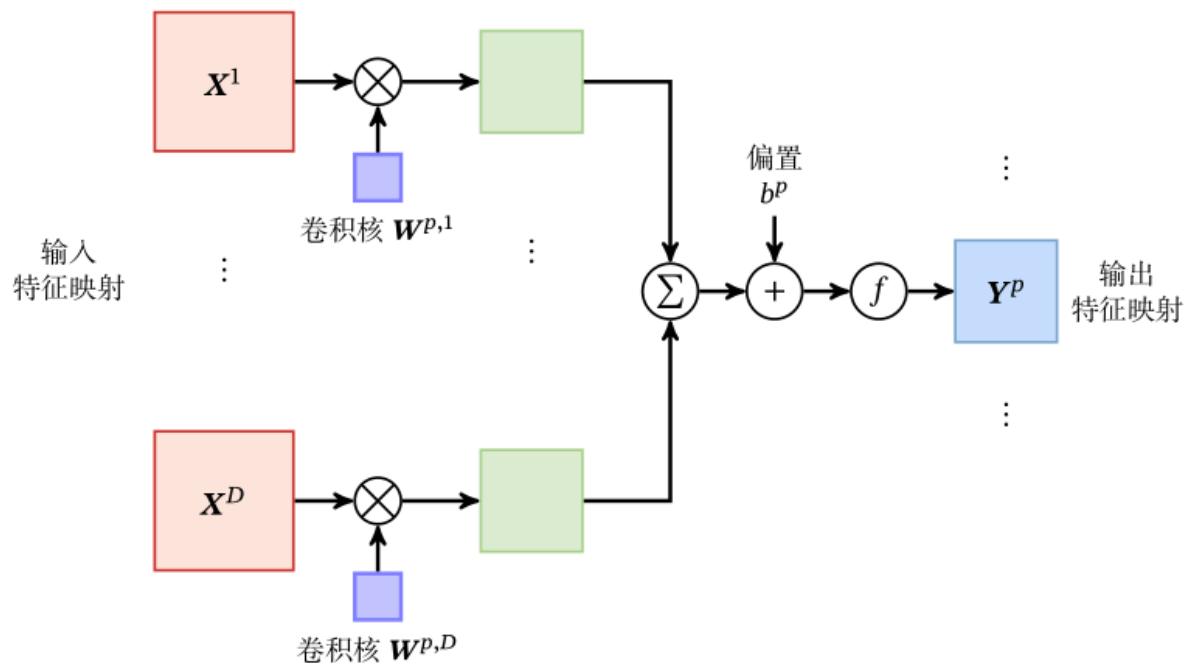 X^1
卷积核 W^{p,1}
⋮
⋮
输入
特征映射
⋮
偏置
b^p
Σ
+
f
Y^p
输出
特征映射
⋮
X^D
卷积核 W^{p,D}